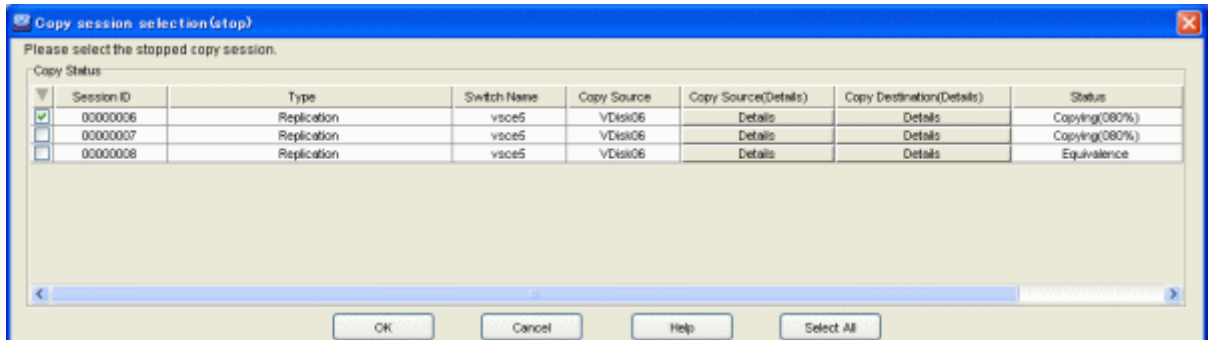 Copy session selection(stop)
Please select the stopped copy session.
Copy Status
Session ID Type Switch Name Copy Source Copy Source(Details) Copy Destination(Details) Status
00000006 Replication vsce5 VDisk06 Details Details Copying(080%)
00000007 Replication vsce5 VDisk06 Details Details Copying(080%)
00000008 Replication vsce5 VDisk06 Details Details Equivalence
OK Cancel Help Select All